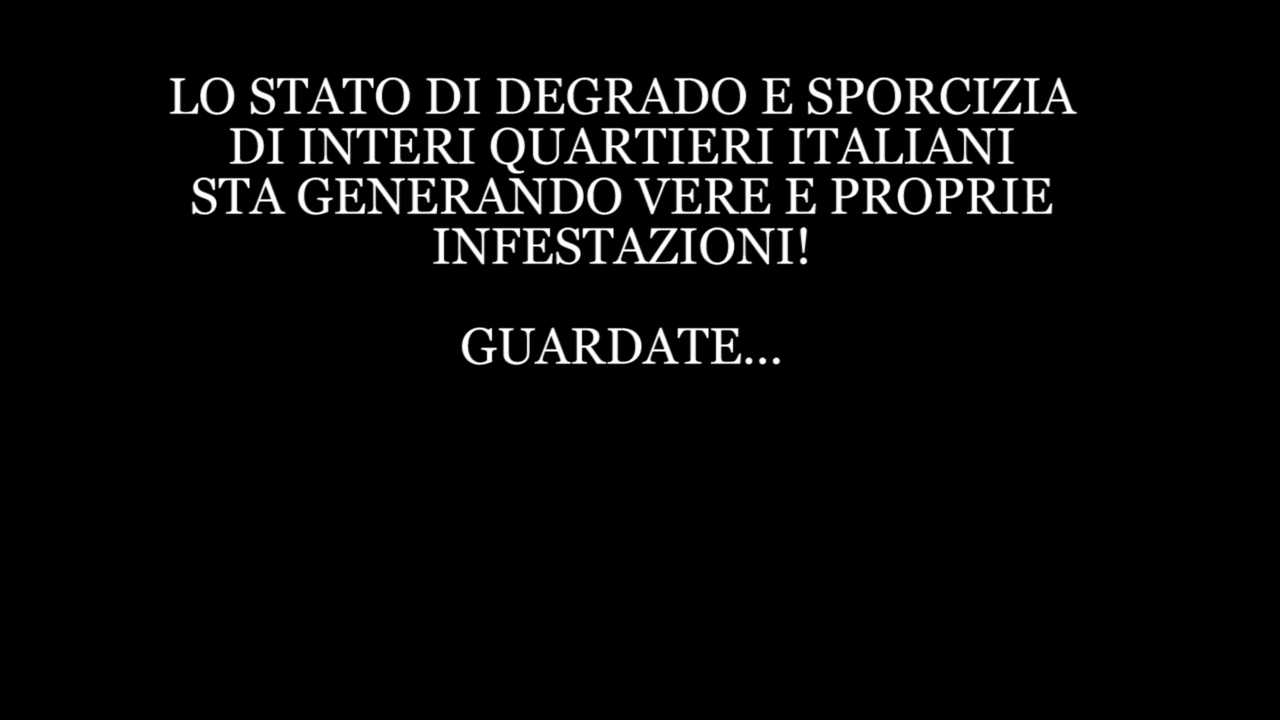 LO STATO DI DEGRADO E SPORCIZIA
DI INTERI QUARTIERI ITALIANI
STA GENERANDO VERE E PROPRIE
INFESTAZIONI!
GUARDATE...